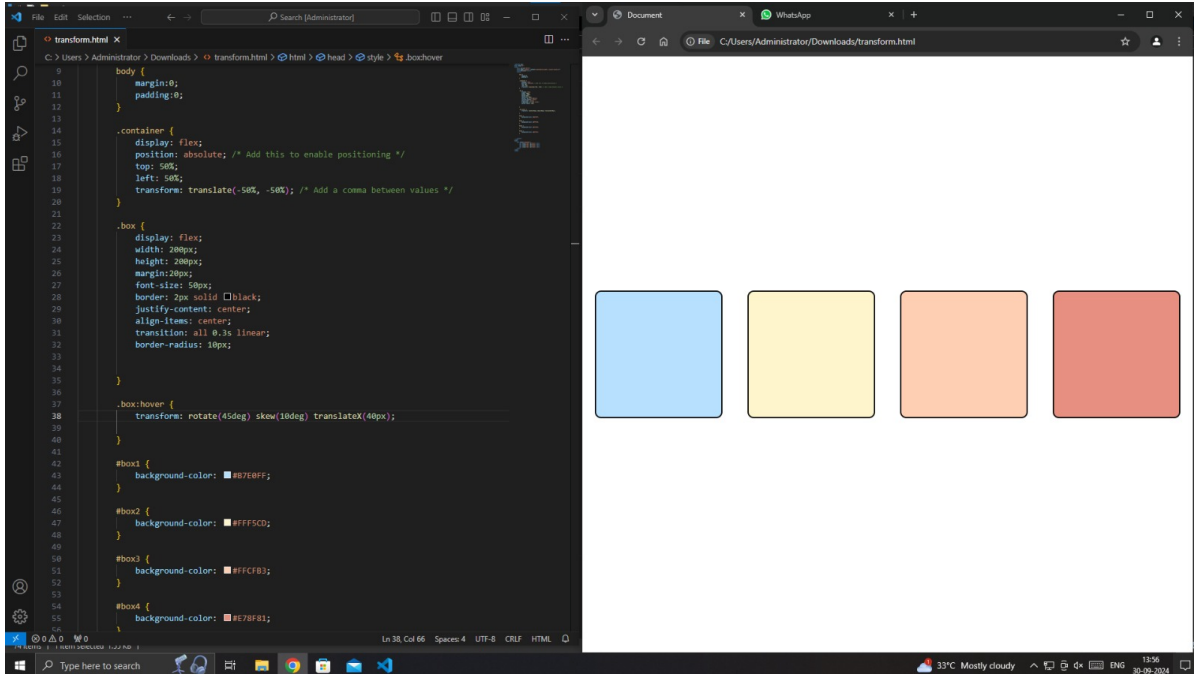 File Edit Selection ···
Search [Administrator]
transform.html
C: > Users > Administrator > Downloads > transform.html > html > head > style > .box:hover
9 body {
10 margin:0;
11 padding:0;
12 }
13
14 .container {
15 display: flex;
16 position: absolute; /* Add this to enable positioning */
17 top: 50%;
18 left: 50%;
19 transform: translate(-50%, -50%); /* Add a comma between values */
20 }
21
22 .box {
23 display: flex;
24 width: 200px;
25 height: 200px;
26 margin:20px;
27 font-size: 50px;
28 border: 2px solid black;
29 justify-content: center;
30 align-items: center;
31 transition: all 0.3s linear;
32 border-radius: 10px;
33
34
35 }
36
37 .box:hover {
38 transform: rotate(45deg) skew(10deg) translateX(40px);
39
40 }
41
42 #box1 {
43 background-color: #B7E0FF;
44 }
45
46 #box2 {
47 background-color: #FFF5CD;
48 }
49
50 #box3 {
51 background-color: #FFCFB3;
52 }
53
54 #box4 {
55 background-color: #E78F81;
56 }
0 0 0
Ln 38, Col 66 Spaces: 4 UTF-8 CRLF HTML
Document
WhatsApp
File C:/Users/Administrator/Downloads/transform.html
Type here to search
33°C Mostly cloudy
ENG
13:56
30-09-2024